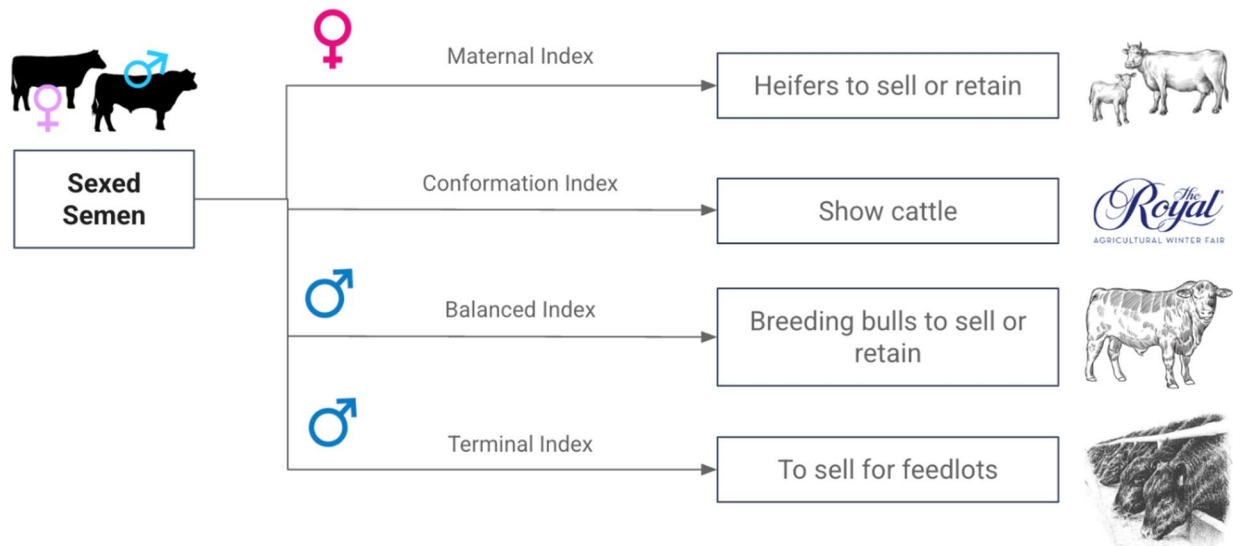 Maternal Index
Heifers to sell or retain
Sexed
Semen
Conformation Index
Show cattle
The
Royal
AGRICULTURAL WINTER FAIR
Balanced Index
Breeding bulls to sell or
retain
Terminal Index
To sell for feedlots